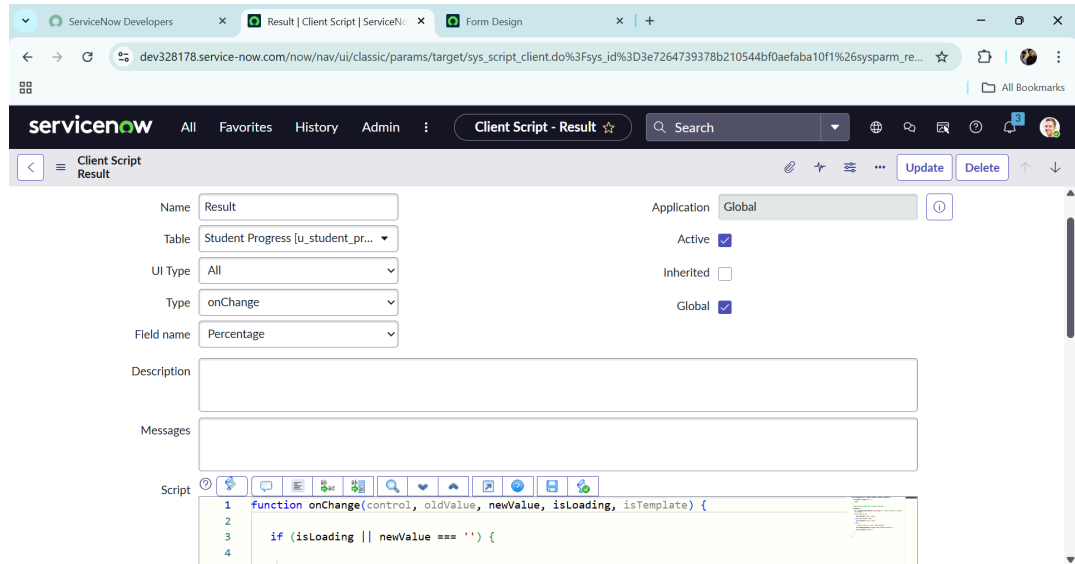 ServiceNow Developers
Result | Client Script | ServiceNo
Form Design
dev328178.service-now.com/now/nav/ui/classic/params/target/sys_script_client.do%3Fsys_id%3D3e7264739378b210544bf0aefaba10f1%26sysparm_re...
All Bookmarks
servicenow All Favorites History Admin Client Script - Result Search 3
Client Script
Result
Update Delete
Name Result Application Global
Table Student Progress [u_student_pr... Active
UI Type All Inherited
Type onChange Global
Field name Percentage
Description
Messages
Script
1 function onChange(control, oldValue, newValue, isLoading, isTemplate) {
2
3 if (isLoading || newValue === '') {
4